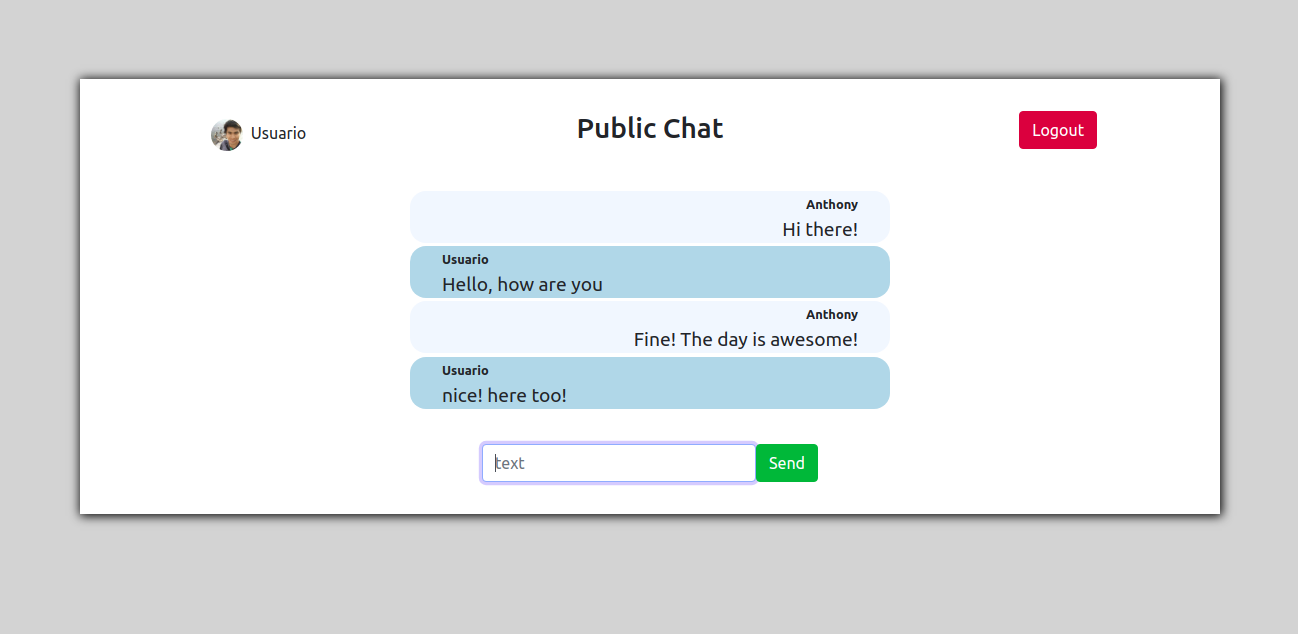 Usuario
Public Chat
Logout
Anthony
Hi there!
Usuario
Hello, how are you
Anthony
Fine! The day is awesome!
Usuario
nice! here too!
text
Send